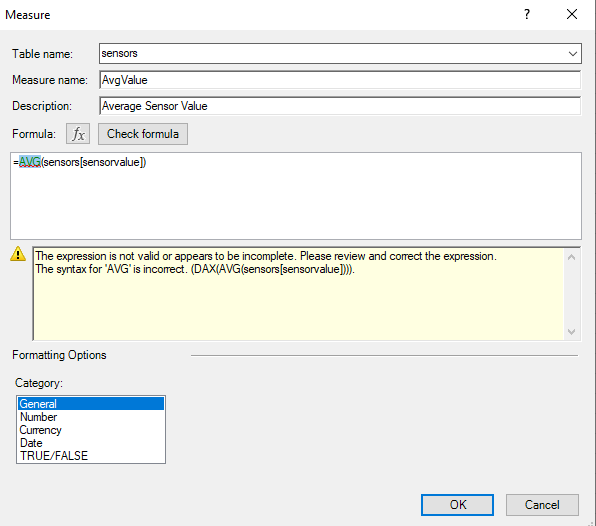 Measure
? X
Table name: sensors
Measure name: AvgValue
Description: Average Sensor Value
Formula: fx Check formula
=AVG(sensors[sensorvalue])
The expression is not valid or appears to be incomplete. Please review and correct the expression.
The syntax for 'AVG' is incorrect. (DAX(AVG(sensors[sensorvalue]))).
Formatting Options
Category:
General
Number
Currency
Date
TRUE/FALSE
OK Cancel